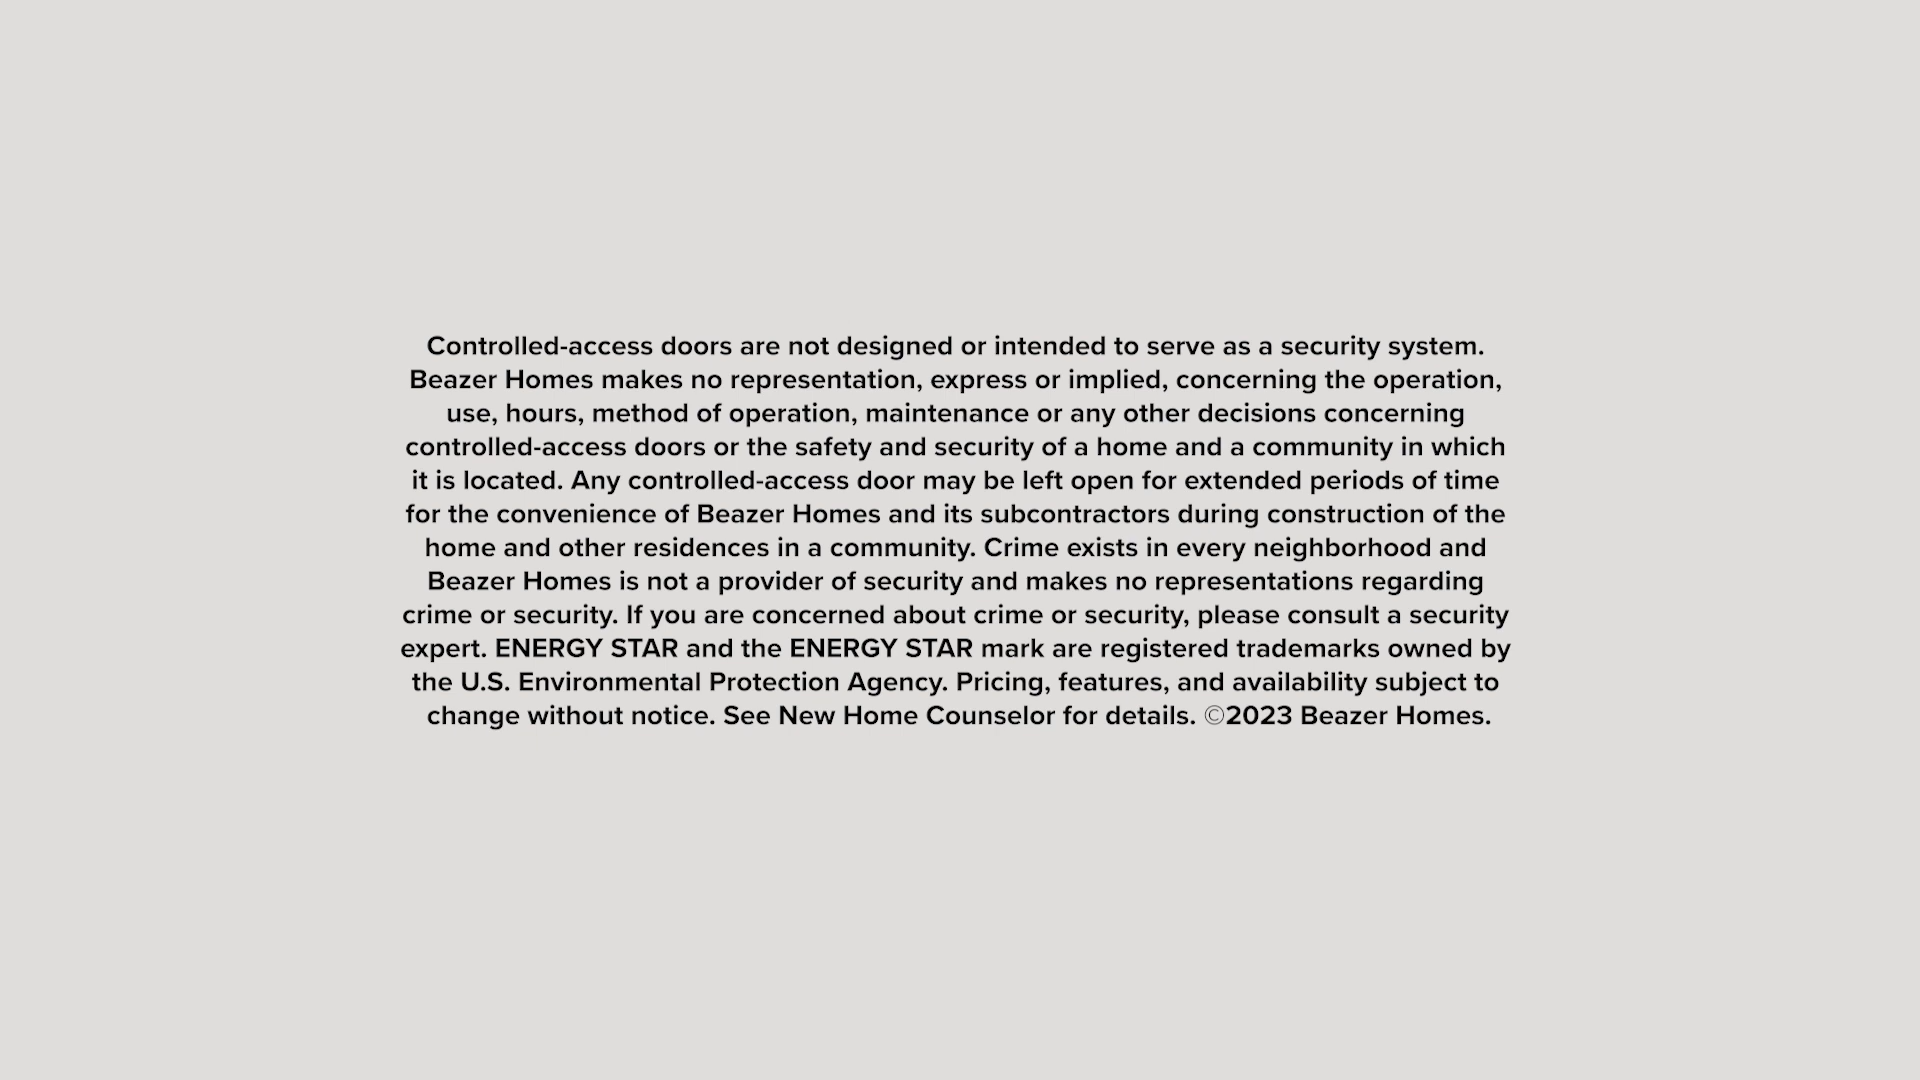 Controlled-access doors are not designed or intended to serve as a security system.
Beazer Homes makes no representation, express or implied, concerning the operation,
use, hours, method of operation, maintenance or any other decisions concerning
controlled-access doors or the safety and security of a home and a community in which
it is located. Any controlled-access door may be left open for extended periods of time
for the convenience of Beazer Homes and its subcontractors during construction of the
home and other residences in a community. Crime exists in every neighborhood and
Beazer Homes is not a provider of security and makes no representations regarding
crime or security. If you are concerned about crime or security, please consult a security
expert. ENERGY STAR and the ENERGY STAR mark are registered trademarks owned by
the U.S. Environmental Protection Agency. Pricing, features, and availability subject to
change without notice. See New Home Counselor for details. ©2023 Beazer Homes.